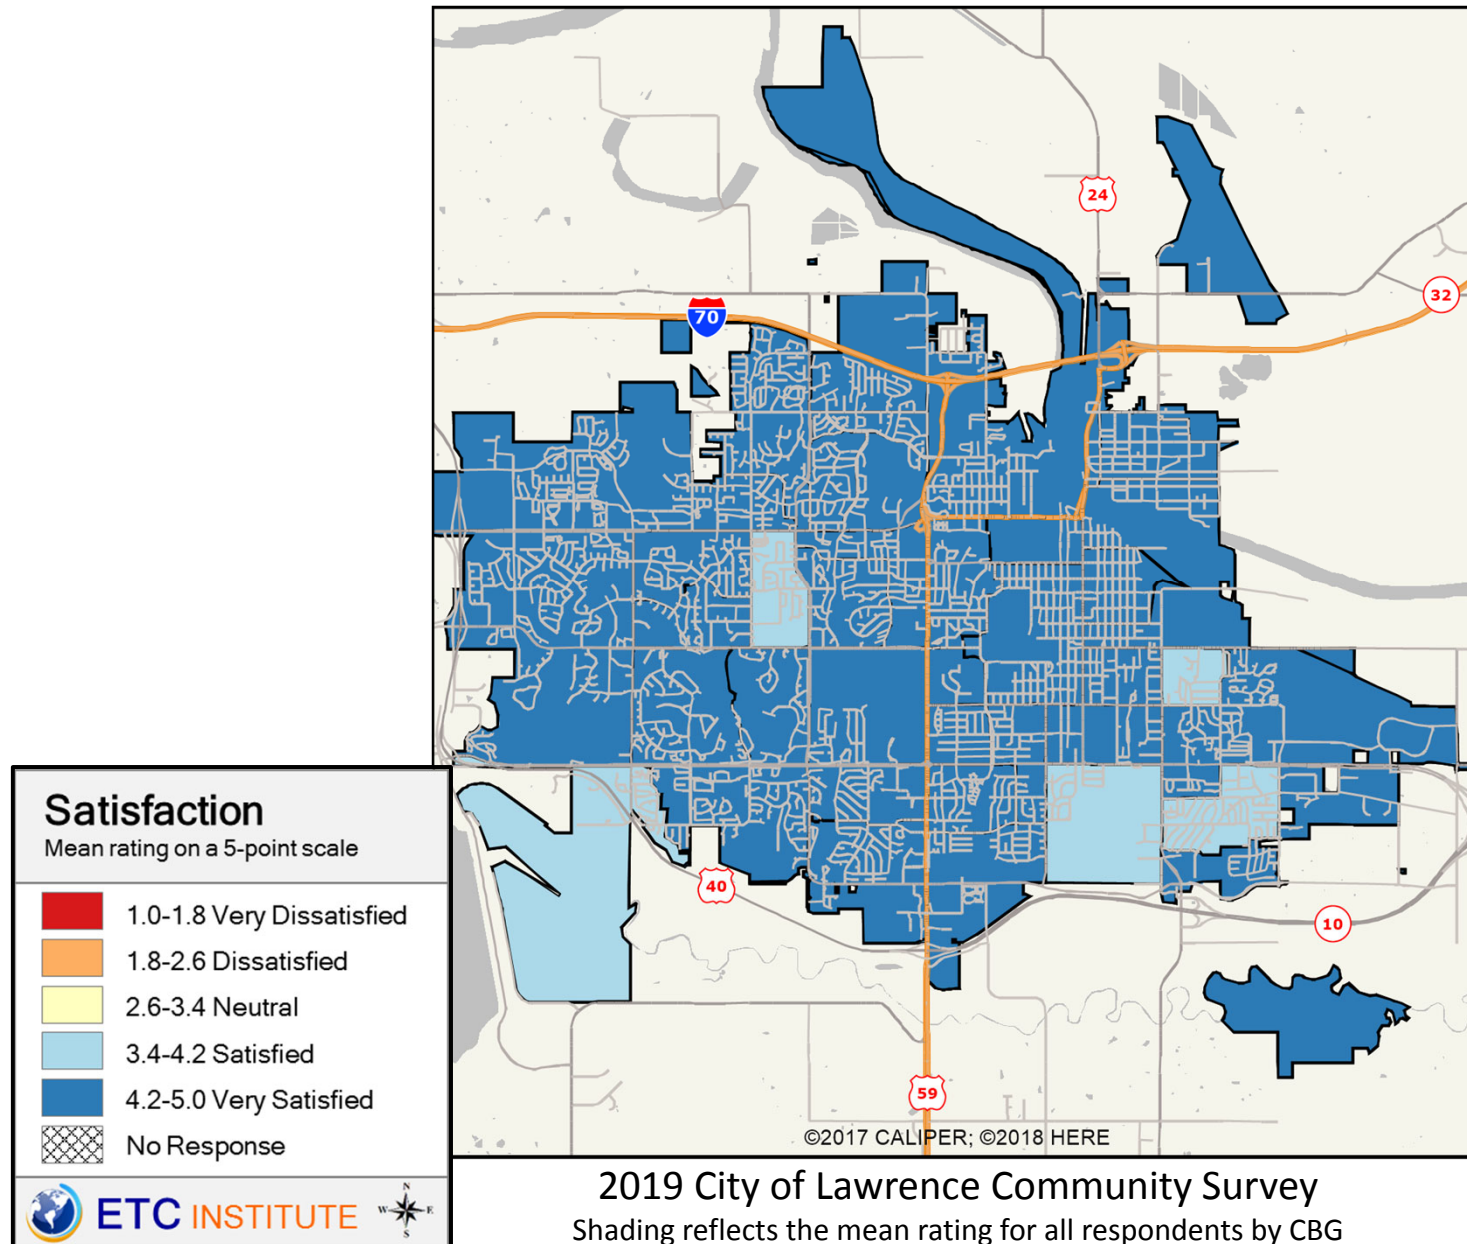 24
32
70
40
10
59
©2017 CALIPER; ©2018 HERE
Satisfaction
Mean rating on a 5-point scale
1.0-1.8 Very Dissatisfied
1.8-2.6 Dissatisfied
2.6-3.4 Neutral
3.4-4.2 Satisfied
4.2-5.0 Very Satisfied
No Response
ETC INSTITUTE
N
W E
S
2019 City of Lawrence Community Survey
Shading reflects the mean rating for all respondents by CBG